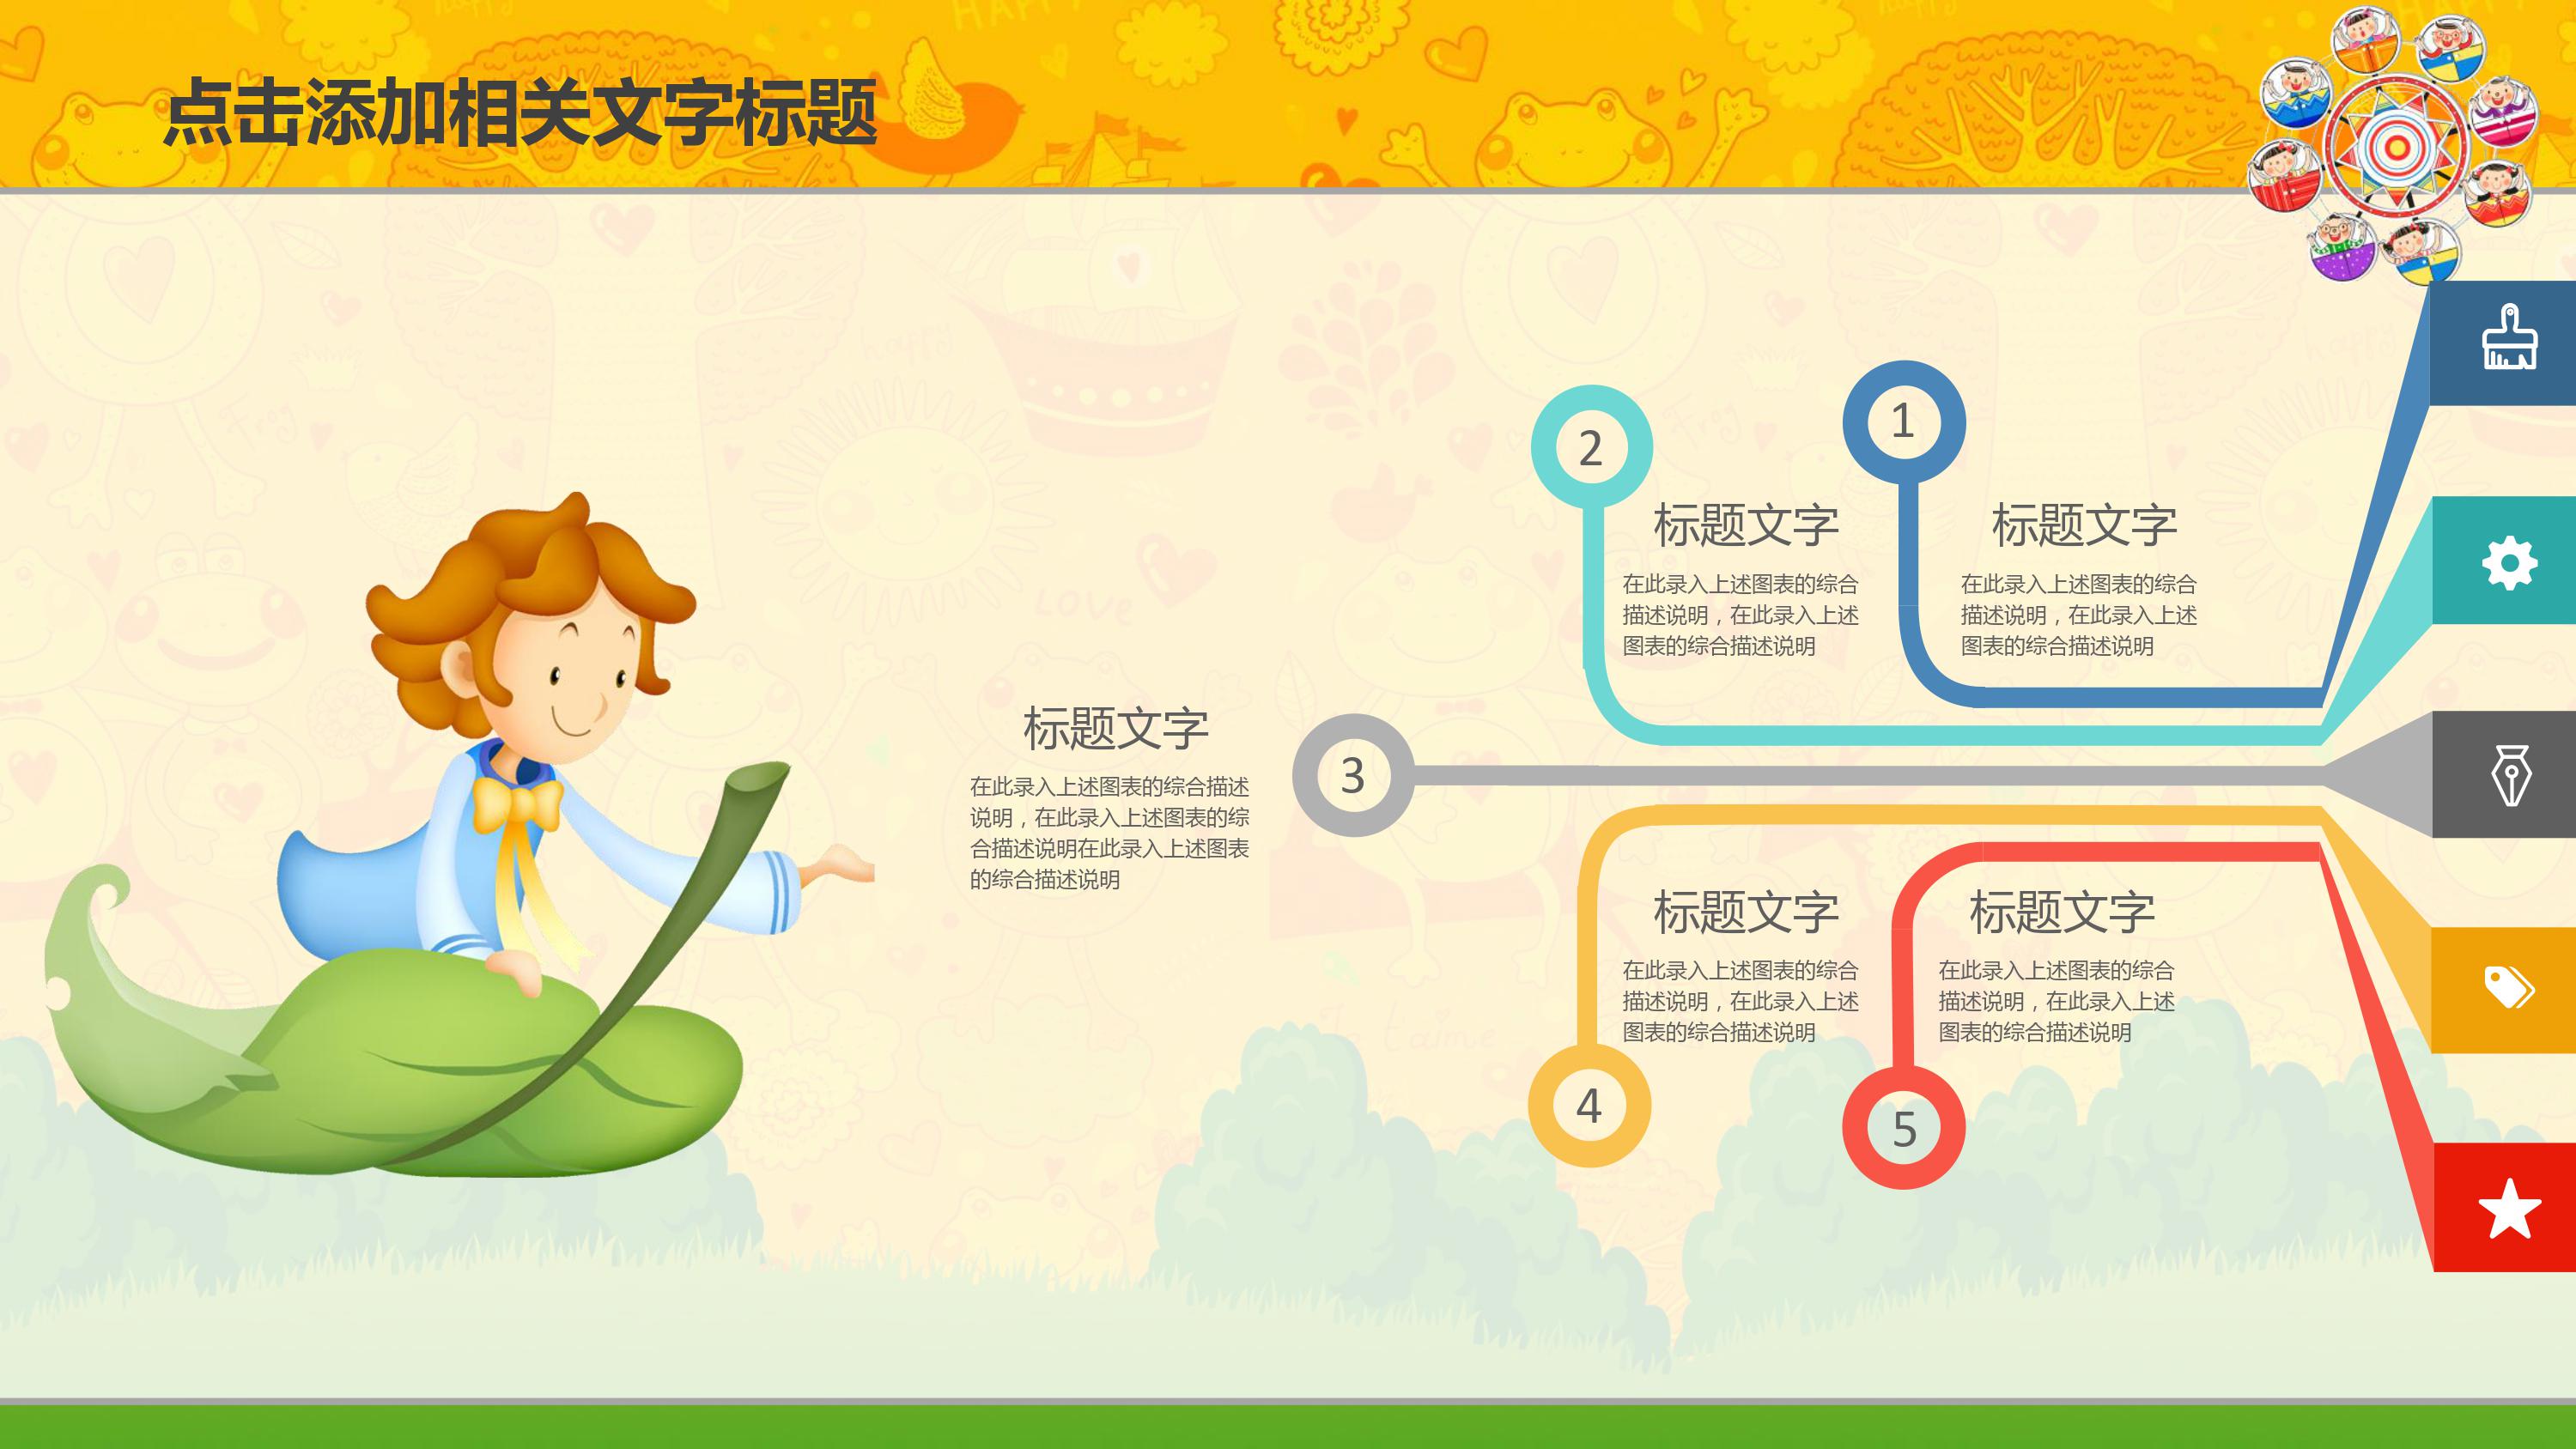 点击添加相关文字标题
1
标题文字
在此录入上述图表的综合
描述说明，在此录入上述
图表的综合描述说明
2
标题文字
在此录入上述图表的综合
描述说明，在此录入上述
图表的综合描述说明
3
标题文字
在此录入上述图表的综合描述
说明，在此录入上述图表的综
合描述说明在此录入上述图表
的综合描述说明
4
标题文字
在此录入上述图表的综合
描述说明，在此录入上述
图表的综合描述说明
5
标题文字
在此录入上述图表的综合
描述说明，在此录入上述
图表的综合描述说明
HAPPY
happy
Frog
LOVe